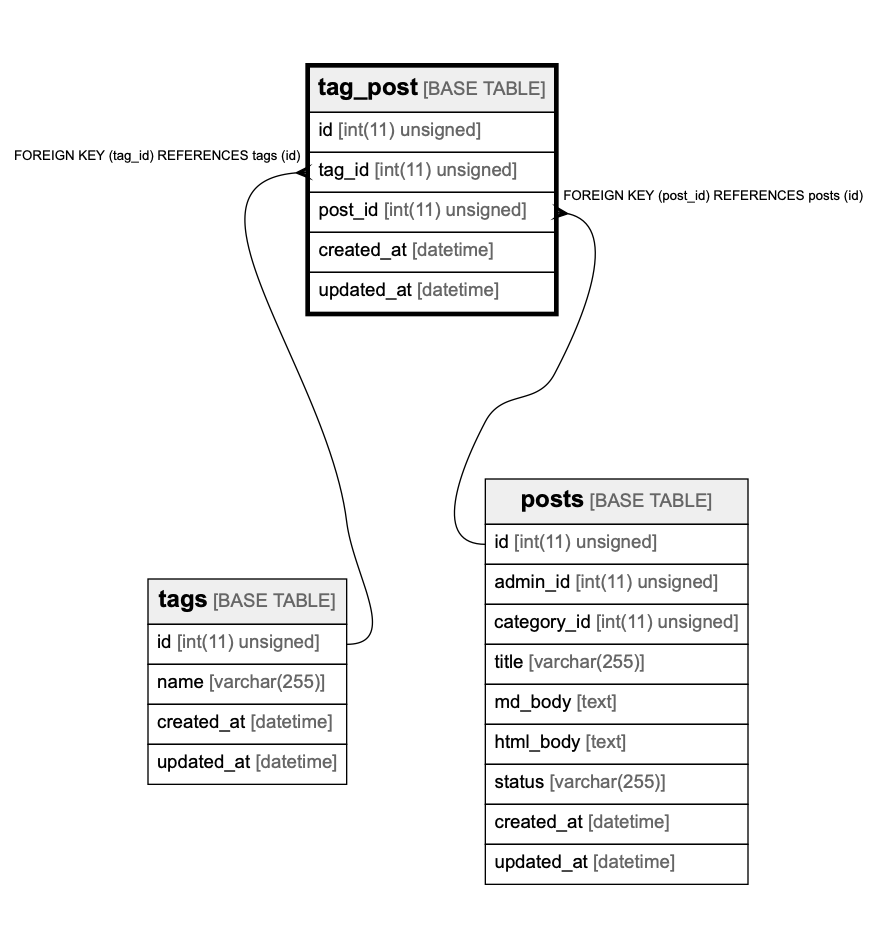 tag_post [BASE TABLE]
id [int(11) unsigned]
FOREIGN KEY (tag_id) REFERENCES tags (id)
tag_id [int(11) unsigned]
FOREIGN KEY (post_id) REFERENCES posts (id)
post_id [int(11) unsigned]
created_at [datetime]
updated_at [datetime]
posts [BASE TABLE]
id [int(11) unsigned]
admin_id [int(11) unsigned]
category_id [int(11) unsigned]
title [varchar(255)]
md_body [text]
html_body [text]
status [varchar(255)]
created_at [datetime]
updated_at [datetime]
tags [BASE TABLE]
id [int(11) unsigned]
name [varchar(255)]
created_at [datetime]
updated_at [datetime]